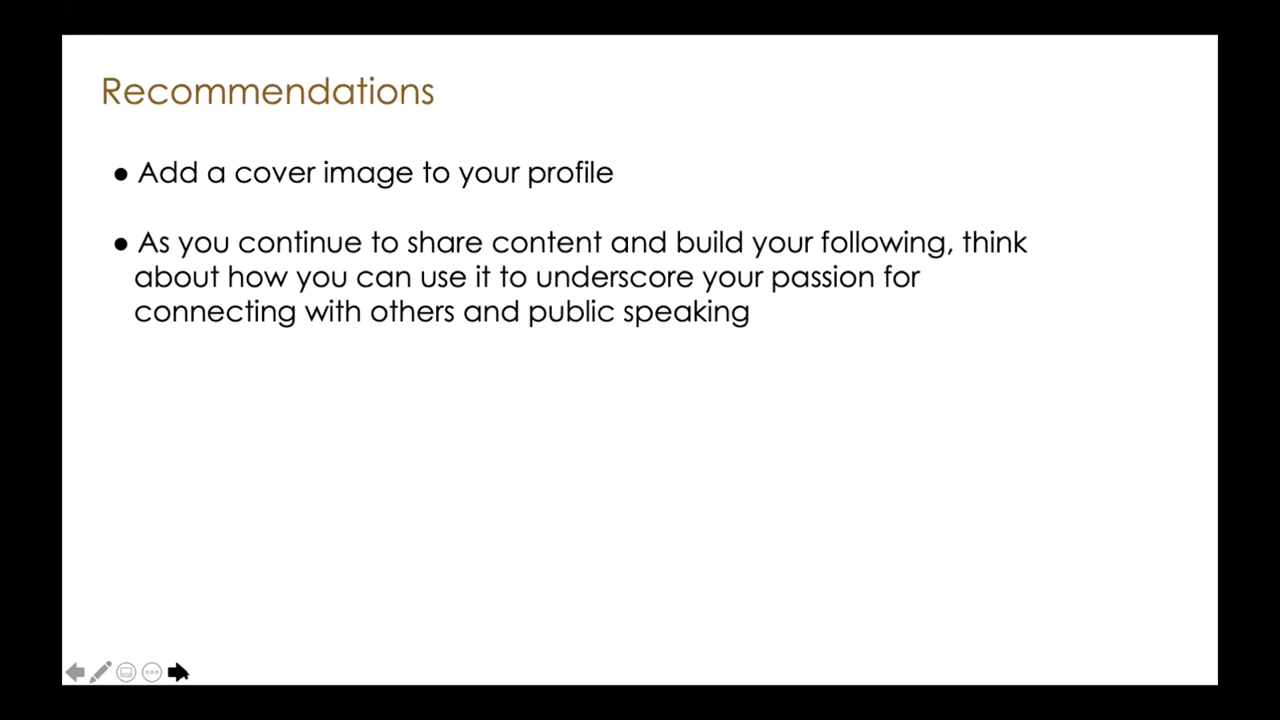 Recommendations
● Add a cover image to your profile
● As you continue to share content and build your following, think
about how you can use it to underscore your passion for
connecting with others and public speaking